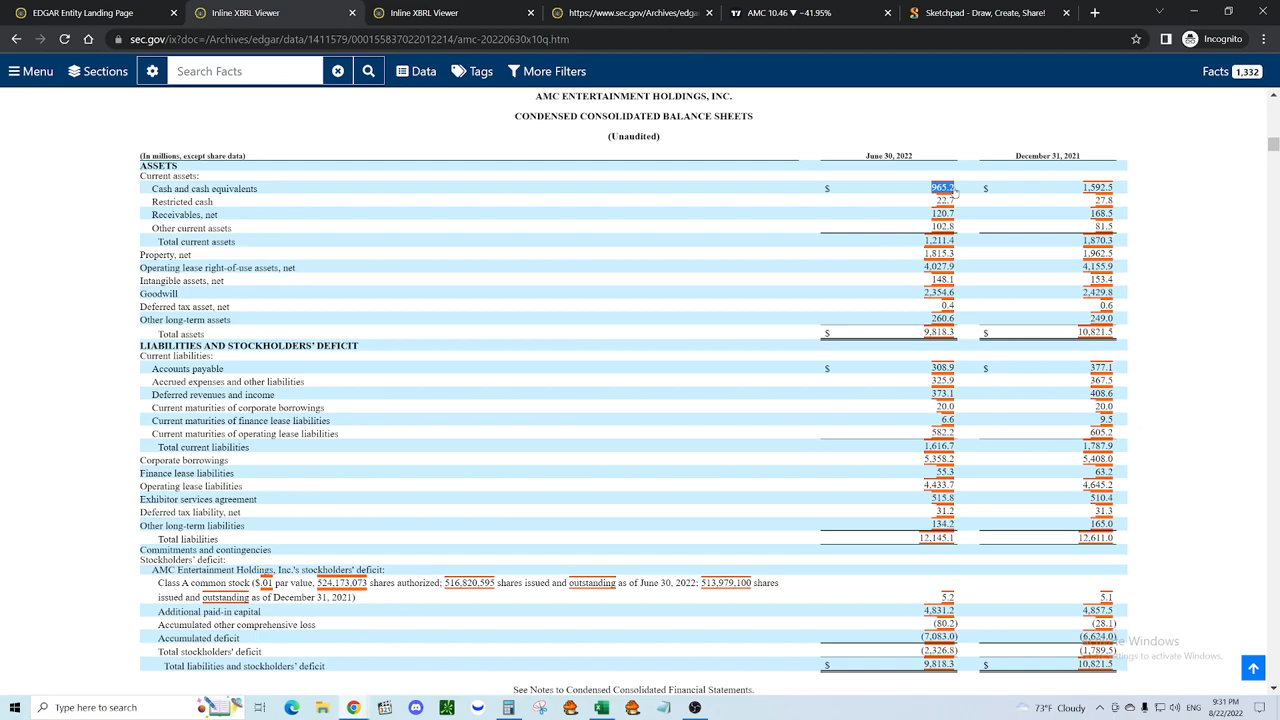 EDGAR Entity Landing Page
Inline XBRL Viewer
Inline XBRL Viewer
https://www.sec.gov/ix?doc=/Arc
AMC 10.46 ▼ −41.95%
Sketchpad - Draw, Create, Share!
sec.gov/ix?doc=/Archives/edgar/data/1411579/000155837022012214/amc-20220630x10q.htm
Incognito
Menu Sections Search Facts Data Tags More Filters Facts 1,332
AMC ENTERTAINMENT HOLDINGS, INC.
CONDENSED CONSOLIDATED BALANCE SHEETS
(Unaudited)
(In millions, except share data) June 30, 2022 December 31, 2021
ASSETS
Current assets:
Cash and cash equivalents $ 965.2 $ 1,592.5
Restricted cash 22.7 27.8
Receivables, net 120.7 168.5
Other current assets 102.8 81.5
Total current assets 1,211.4 1,870.3
Property, net 1,815.3 1,962.5
Operating lease right-of-use assets, net 4,027.9 4,155.9
Intangible assets, net 148.1 153.4
Goodwill 2,354.6 2,429.8
Deferred tax asset, net 0.4 0.6
Other long-term assets 260.6 249.0
Total assets $ 9,818.3 $ 10,821.5
LIABILITIES AND STOCKHOLDERS' DEFICIT
Current liabilities:
Accounts payable $ 308.9 $ 377.1
Accrued expenses and other liabilities 325.9 367.5
Deferred revenues and income 373.1 408.6
Current maturities of corporate borrowings 20.0 20.0
Current maturities of finance lease liabilities 6.6 9.5
Current maturities of operating lease liabilities 582.2 605.2
Total current liabilities 1,616.7 1,787.9
Corporate borrowings 5,358.2 5,408.0
Finance lease liabilities 55.3 63.2
Operating lease liabilities 4,433.7 4,645.2
Exhibitor services agreement 515.8 510.4
Deferred tax liability, net 31.2 31.3
Other long-term liabilities 134.2 165.0
Total liabilities 12,145.1 12,611.0
Commitments and contingencies
Stockholders' deficit:
AMC Entertainment Holdings, Inc.'s stockholders' deficit:
Class A common stock ($.01 par value, 524,173,073 shares authorized; 516,820,595 shares issued and outstanding as of June 30, 2022; 513,979,100 shares
issued and outstanding as of December 31, 2021) 5.2 5.1
Additional paid-in capital 4,831.2 4,857.5
Accumulated other comprehensive loss (80.2) (28.1)
Accumulated deficit (7,083.0) (6,624.0)
Total stockholders' deficit (2,326.8) (1,789.5)
Total liabilities and stockholders' deficit $ 9,818.3 $ 10,821.5
Windows
to activate Windows.
See Notes to Condensed Consolidated Financial Statements.
Type here to search
73°F Cloudy
9:31 PM
8/22/2022